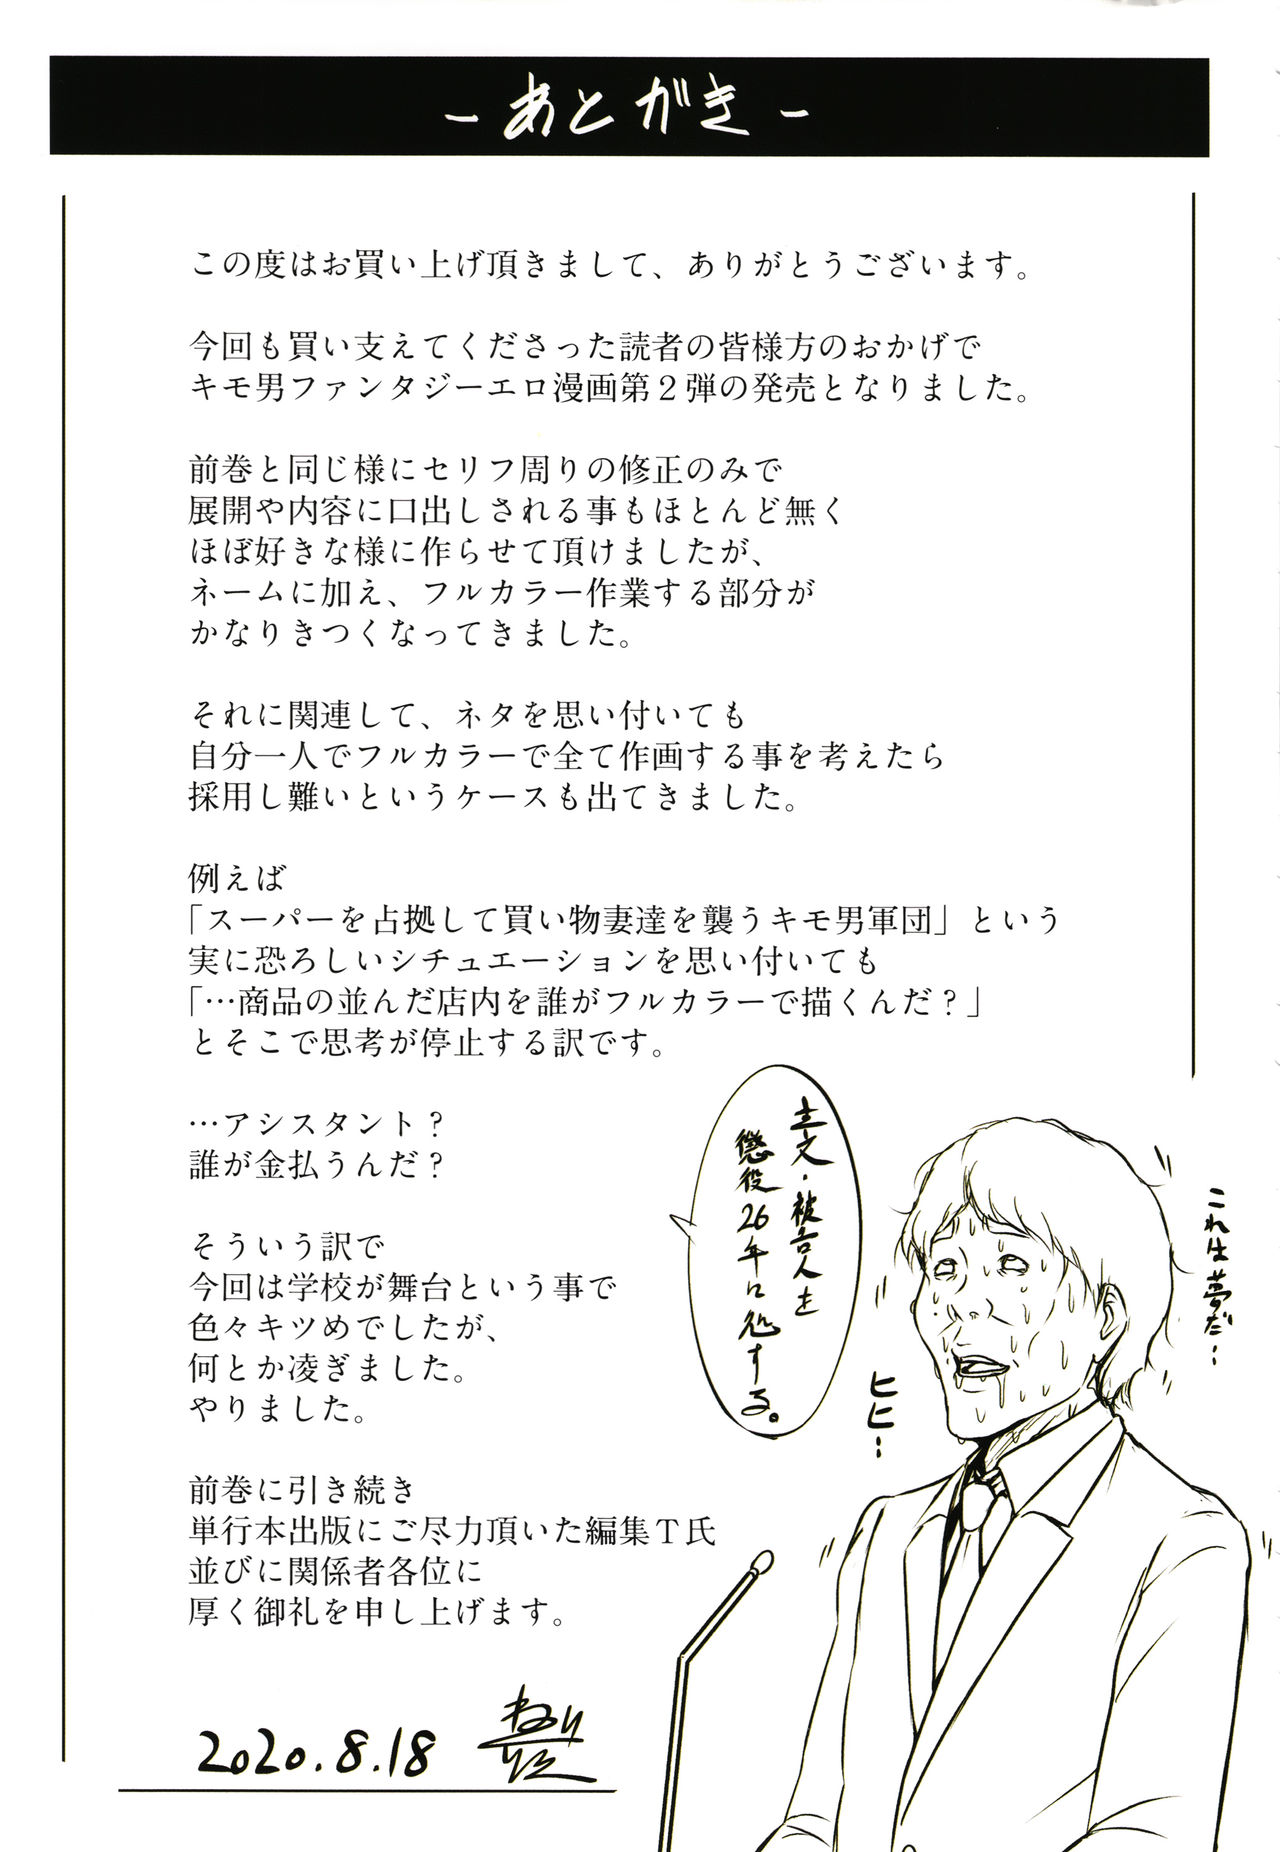 - あとがき -
この度はお買い上げ頂きまして、ありがとうございます。
今回も買い支えてくださった読者の皆様方のおかげで
キモ男ファンタジーエロ漫画第２弾の発売となりました。
前巻と同じ様にセリフ周りの修正のみで
展開や内容に口出しされる事もほとんど無く
ほぼ好きな様に作らせて頂けましたが、
ネームに加え、フルカラー作業する部分が
かなりきつくなってきました。
それに関連して、ネタを思い付いても
自分一人でフルカラーで全て作画する事を考えたら
採用し難いというケースも出てきました。
例えば
「スーパーを占拠して買い物妻達を襲うキモ男軍団」という
実に恐ろしいシチュエーションを思い付いても
「…商品の並んだ店内を誰がフルカラーで描くんだ？」
とそこで思考が停止する訳です。
…アシスタント？
誰が金払うんだ？
そういう訳で
今回は学校が舞台という事で
色々キツめでしたが、
何とか凌ぎました。
やりました。
前巻に引き続き
単行本出版にご尽力頂いた編集Ｔ氏
並びに関係者各位に
厚く御礼を申し上げます。
2020.8.18
主文・被告人を
懲役26年に処する。
これは夢だ…
ヒヒ…